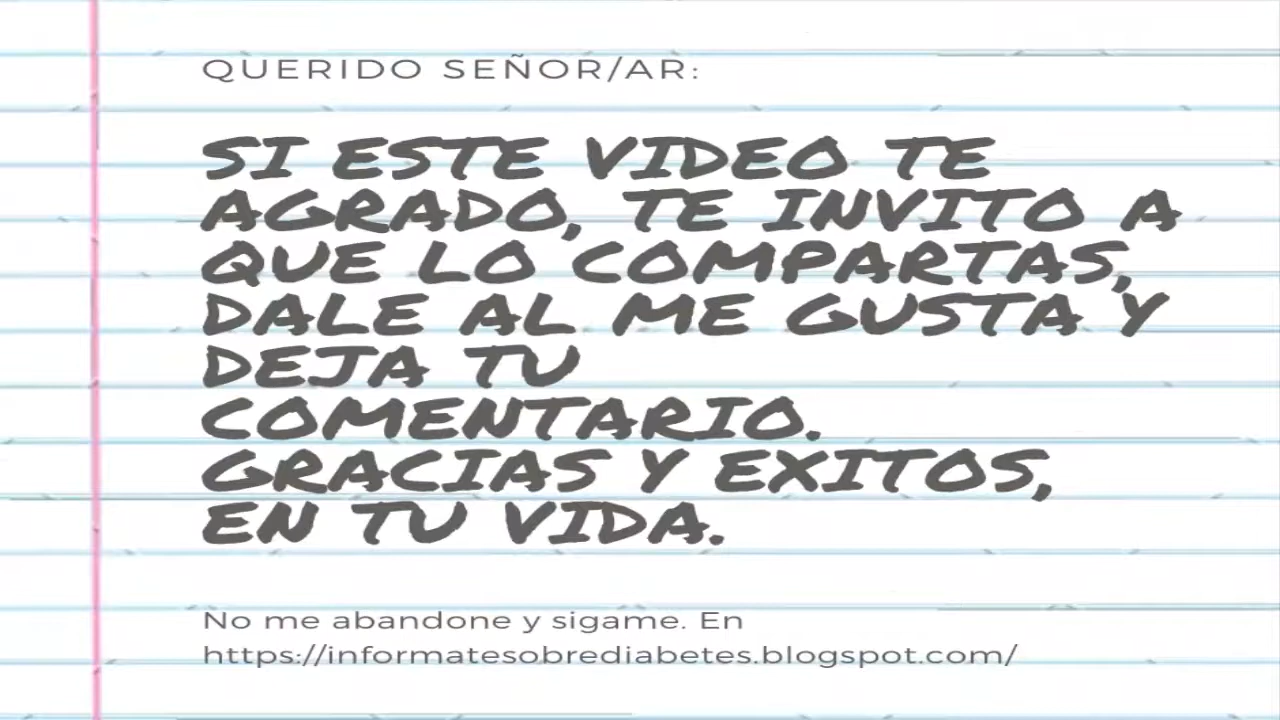 QUERIDO SEÑOR/AR:
SI ESTE VIDEO TE
AGRADO, TE INVITO A
QUE LO COMPARTAS,
DALE AL ME GUSTA Y
DEJA TU
COMENTARIO.
GRACIAS Y EXITOS,
EN TU VIDA.
No me abandone y sigame. En
https://informatesobrediabetes.blogspot.com/